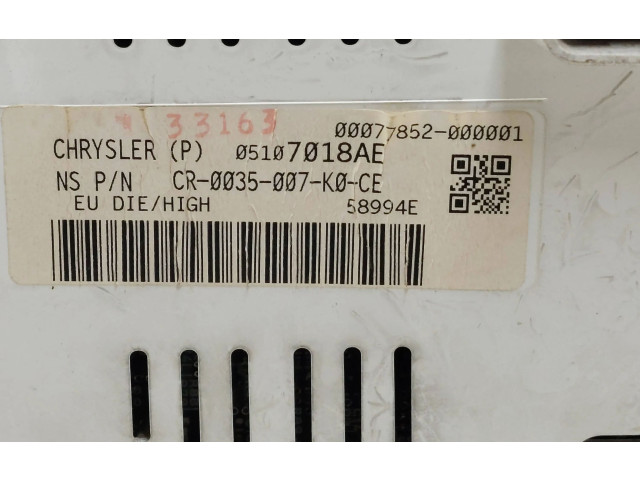 33163
00077852-000001
CHRYSLER (P) 05107018AE
NS P/N CR-0035-007-K0-CE
EU DIE/HIGH 58994E